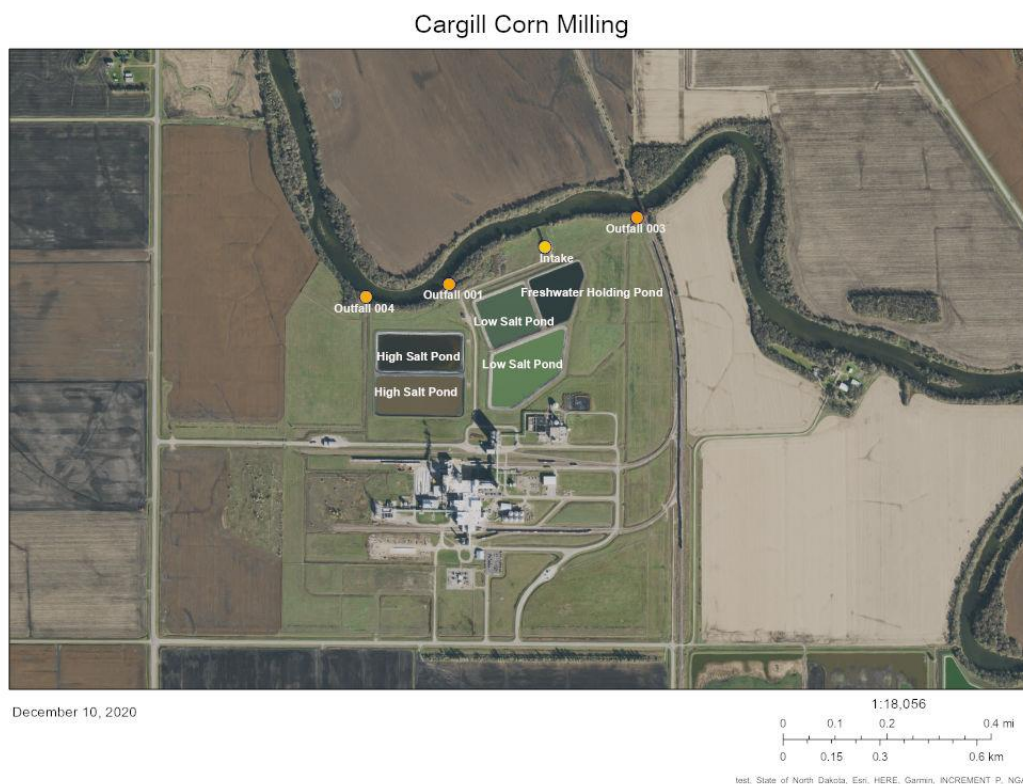 Cargill Corn Milling
Outfall 003
Intake
Freshwater Holding Pond
Outfall 001
Outfall 004
Low Salt Pond
High Salt Pond
Low Salt Pond
High Salt Pond
December 10, 2020
1:18,056
0 0.1 0.2 0.4 mi
0 0.15 0.3 0.6 km
test, State of North Dakota, Esri, HERE, Garmin, INCREMENT P, NGA